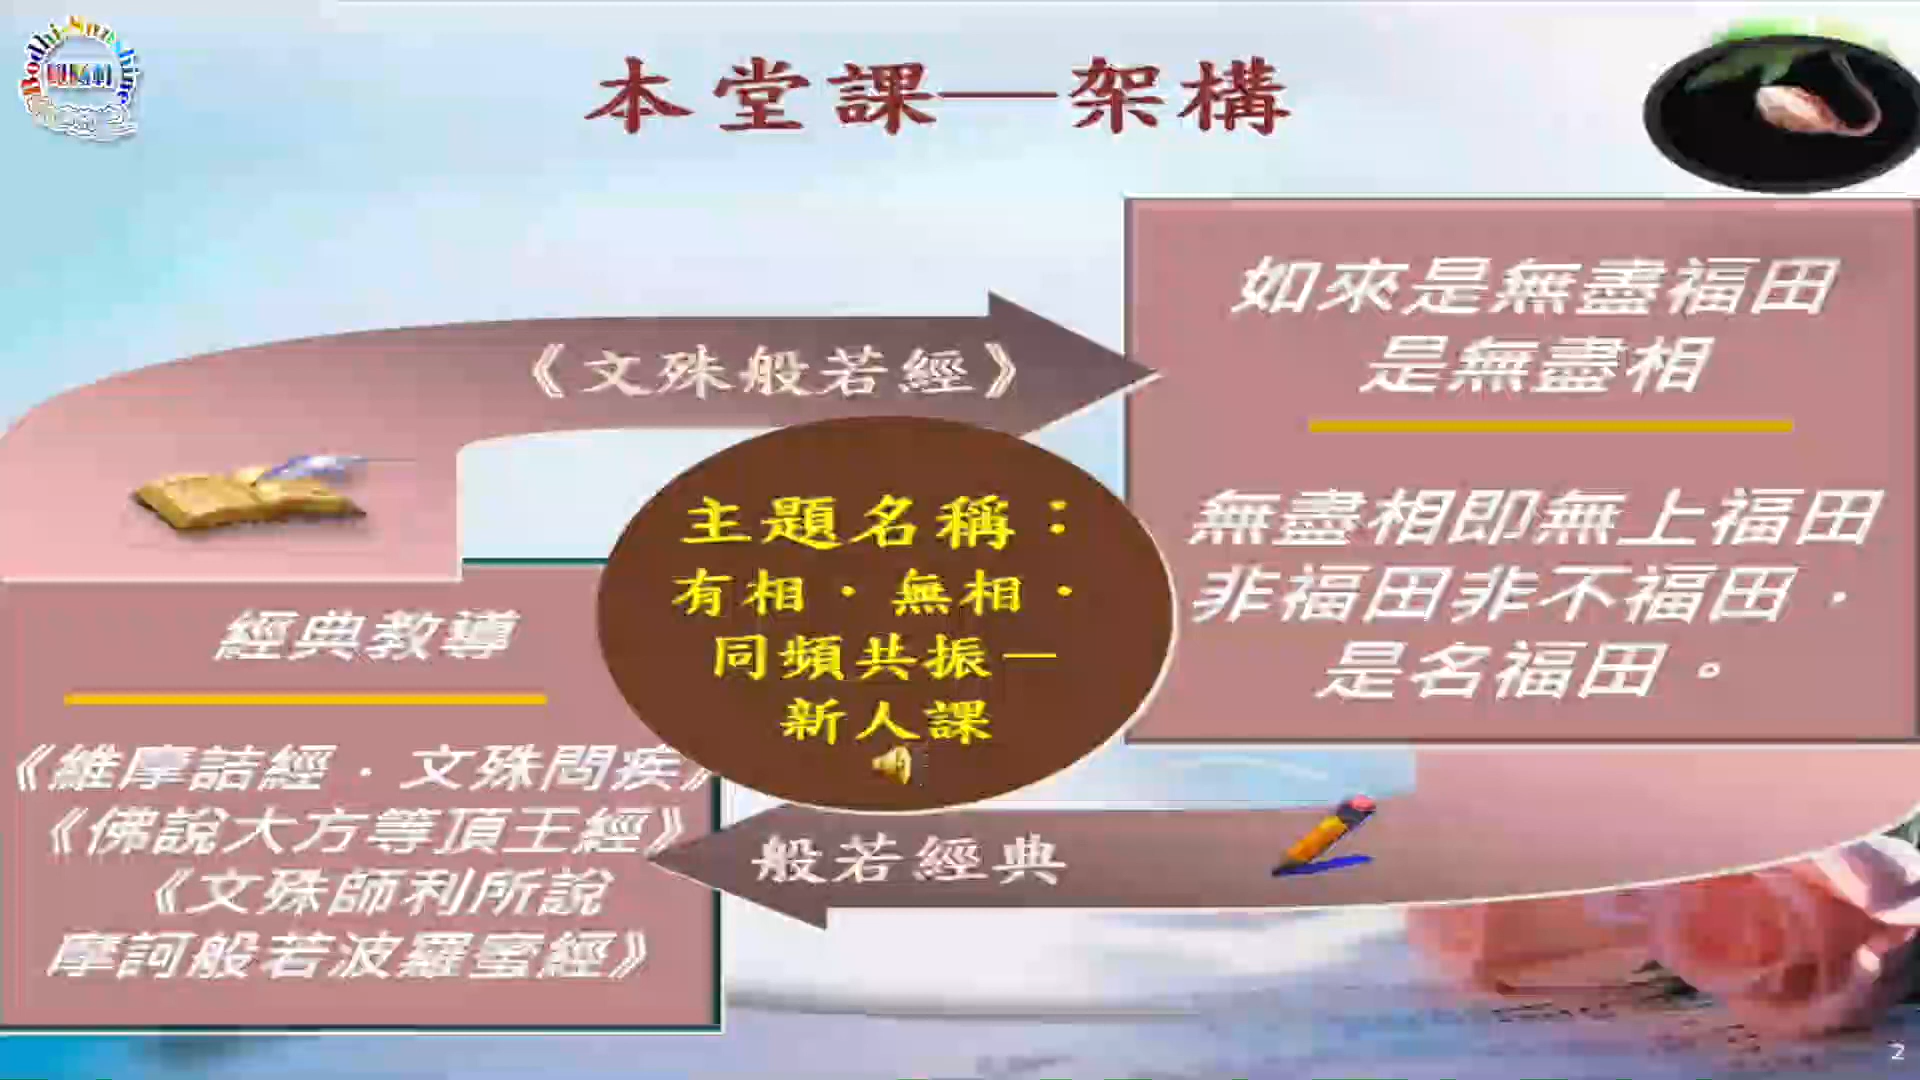 Bodhi Sunshine
本堂課—架構
《文殊般若經》
如來是無盡福田
是無盡相
無盡相即無上福田
非福田非不福田．
是名福田。
主題名稱：
有相．無相．
同頻共振—
新人課
經典教導
《維摩詰經．文殊問疾》
《佛說大方等頂王經》
《文殊師利所說
摩訶般若波羅蜜經》
般若經典
2